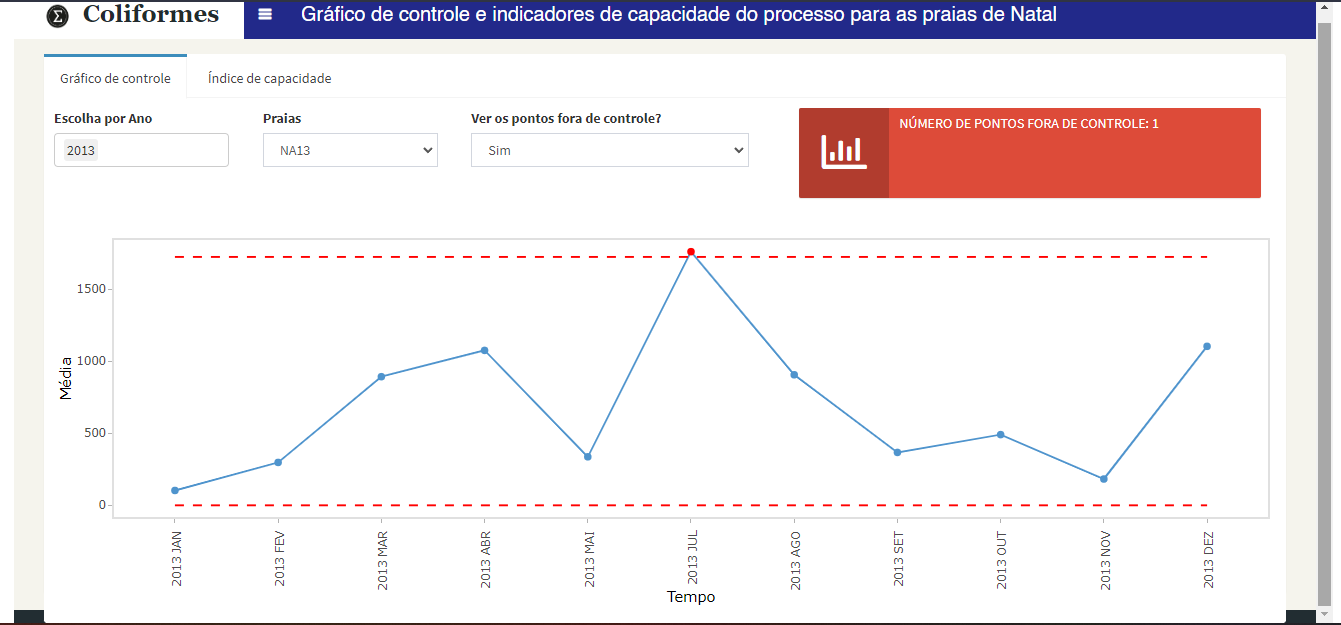 Σ Coliformes
Gráfico de controle e indicadores de capacidade do processo para as praias de Natal
Gráfico de controle Índice de capacidade
Escolha por Ano Praias Ver os pontos fora de controle?
2013 NA13 Sim
NÚMERO DE PONTOS FORA DE CONTROLE: 1
Média
1500
1000
500
0
2013 JAN
2013 FEV
2013 MAR
2013 ABR
2013 MAI
2013 JUL
2013 AGO
2013 SET
2013 OUT
2013 NOV
2013 DEZ
Tempo